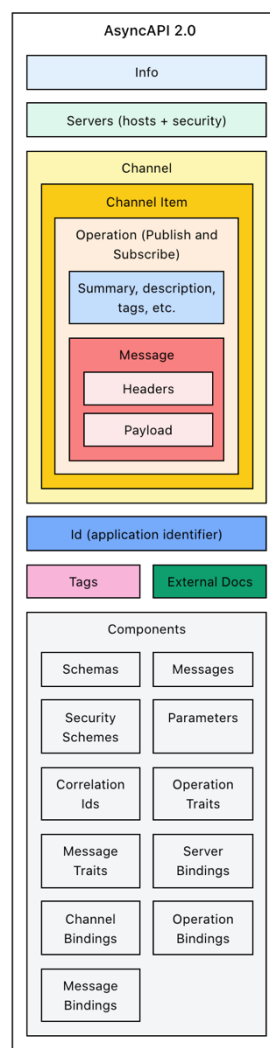 AsyncAPI 2.0
Info
Servers (hosts + security)
Channel
Channel Item
Operation (Publish and
Subscribe)
Summary, description,
tags, etc.
Message
Headers
Payload
Id (application identifier)
Tags
External Docs
Components
Schemas
Messages
Security
Schemes
Parameters
Correlation
Ids
Operation
Traits
Message
Traits
Server
Bindings
Channel
Bindings
Operation
Bindings
Message
Bindings